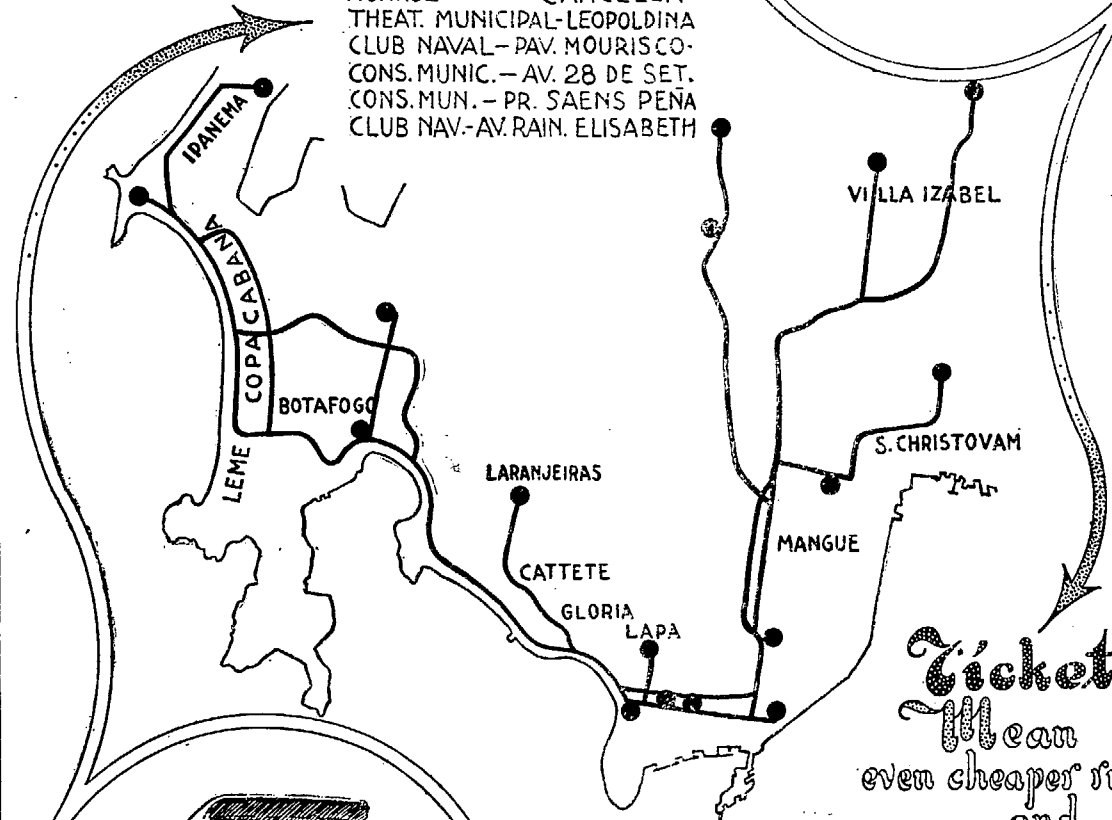 THEAT. MUNICIPAL-LEOPOLDINA
CLUB NAVAL-PAV. MOURISCO-
CONS. MUNIC.-AV. 28 DE SET.
CONS. MUN.-PR. SAENS PEÑA
CLUB NAV.-AV. RAIN. ELISABETH
IPANEMA
VILLA IZABEL
COPACABANA
BOTAFOGO
S. CHRISTOVAM
LEME
LARANJEIRAS
MANGUE
CATTETE
GLORIA
LAPA
Ticket
Mean
even cheaper
and